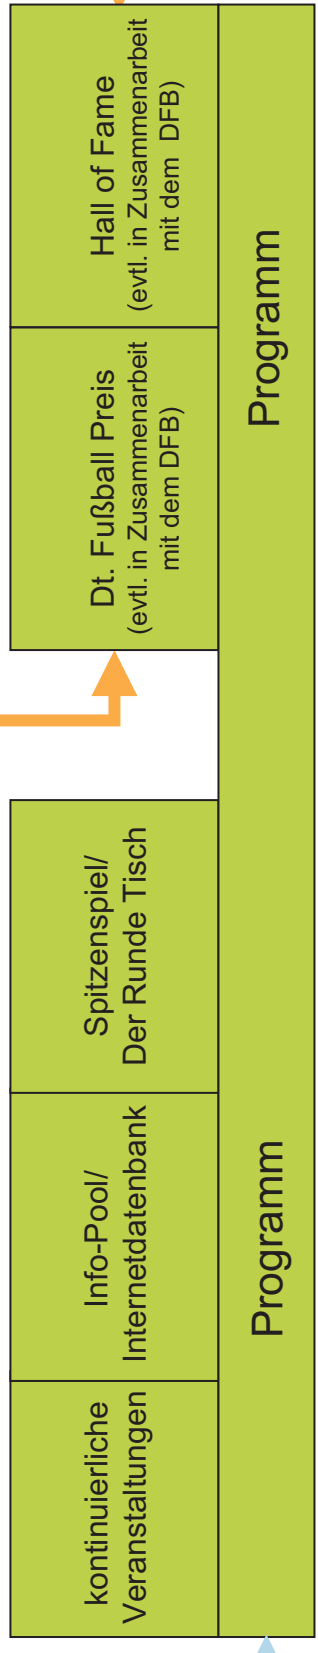 kontinuierliche
Veranstaltungen
Info-Pool/
Internetdatenbank
Spitzenspiel/
Der Runde Tisch
Dt. Fußball Preis
(evtl. in Zusammenarbeit
mit dem DFB)
Hall of Fame
(evtl. in Zusammenarbeit
mit dem DFB)
Programm
Programm